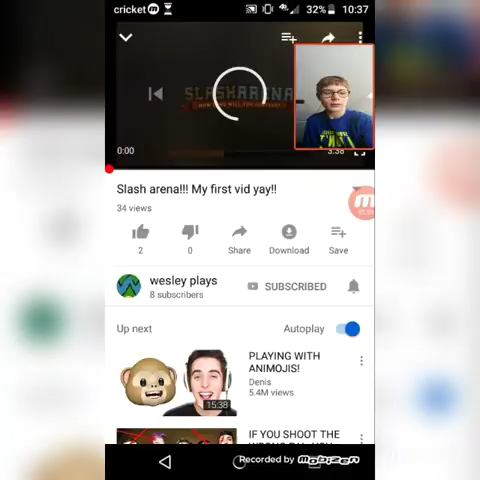 cricket 32% 10:37
SLASH ARENA
0:00 3:38
Slash arena!!! My first vid yay!!
34 views
2 0 Share Download Save
wesley plays
8 subscribers
SUBSCRIBED
Up next Autoplay
PLAYING WITH
ANIMOJIS!
Denis
5.4M views
15:38
IF YOU SHOOT THE
Recorded by MOBIZEN